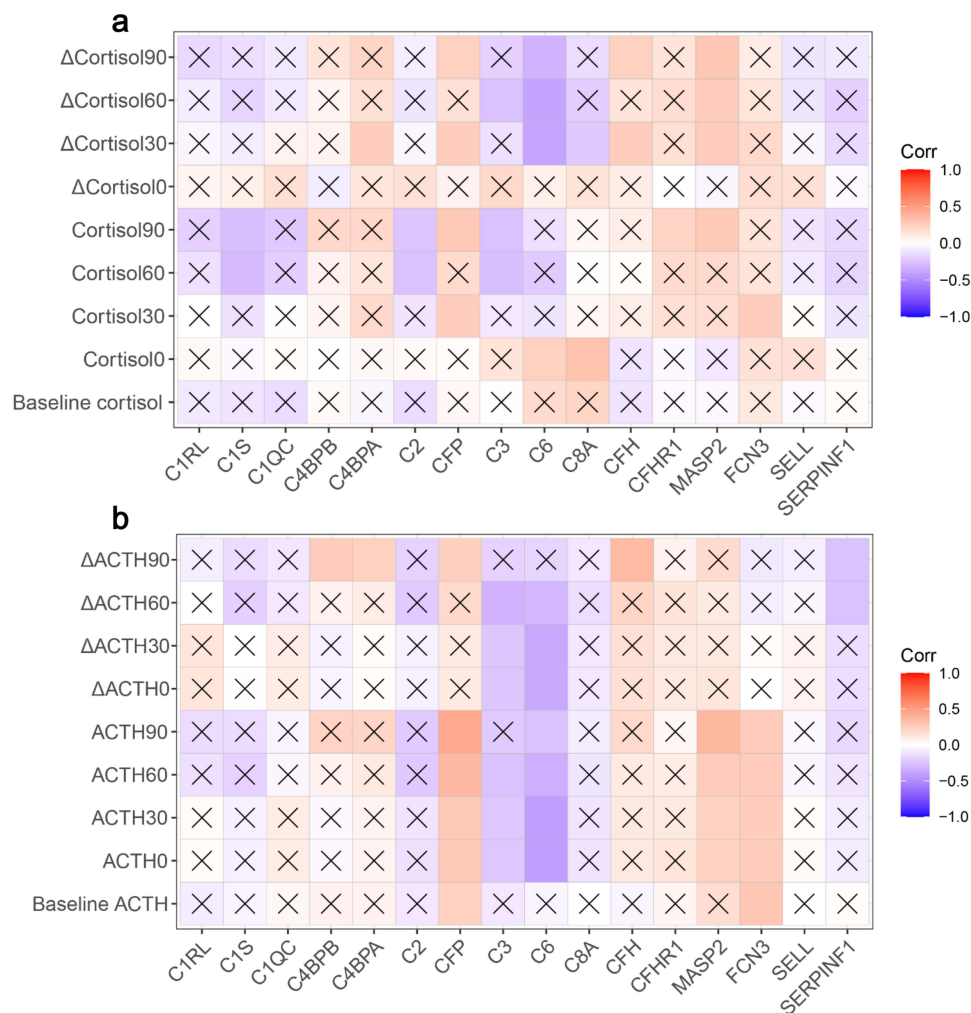 a
ΔCortisol90
ΔCortisol60
ΔCortisol30
ΔCortisol0
Cortisol90
Cortisol60
Cortisol30
Cortisol0
Baseline cortisol
C1RL
C1S
C1QC
C4BPB
C4BPA
C2
CFP
C3
C6
C8A
CFH
CFHR1
MASP2
FCN3
SELL
SERPINF1
Corr
1.0
0.5
0.0
−0.5
−1.0
b
ΔACTH90
ΔACTH60
ΔACTH30
ΔACTH0
ACTH90
ACTH60
ACTH30
ACTH0
Baseline ACTH
C1RL
C1S
C1QC
C4BPB
C4BPA
C2
CFP
C3
C6
C8A
CFH
CFHR1
MASP2
FCN3
SELL
SERPINF1
Corr
1.0
0.5
0.0
−0.5
−1.0